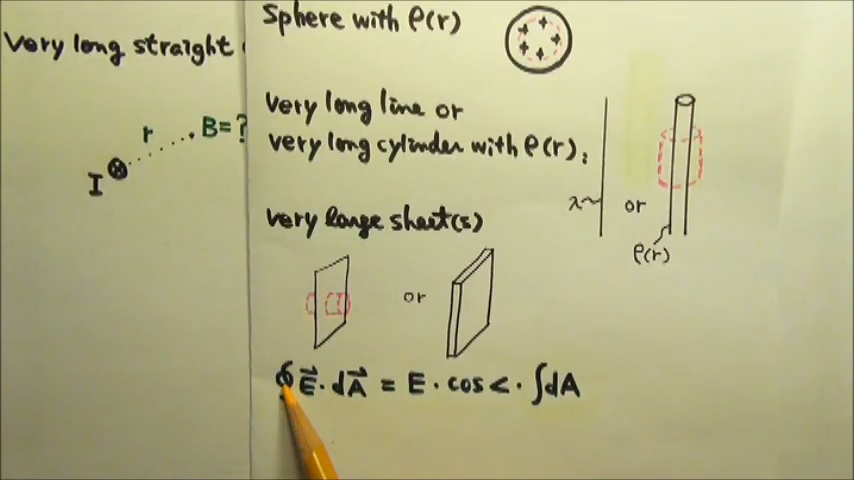 Very long straight
r
B=?
I
Sphere with ρ(r)
very long line or
very long cylinder with ρ(r):
λ
or
ρ(r)
very large sheet(s)
or
∮E⃗·dA⃗ = E·cos<·∫dA